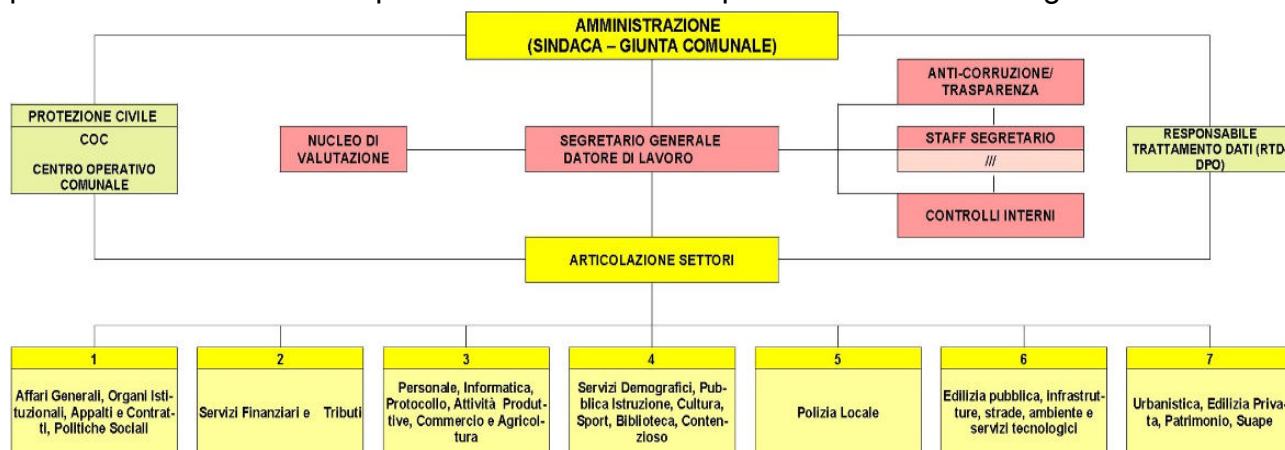 AMMINISTRAZIONE
(SINDACA – GIUNTA COMUNALE)
ANTI-CORRUZIONE/
TRASPARENZA
PROTEZIONE CIVILE
COC
CENTRO OPERATIVO
COMUNALE
NUCLEO DI
VALUTAZIONE
SEGRETARIO GENERALE
DATORE DI LAVORO
STAFF SEGRETARIO
///
RESPONSABILE
TRATTAMENTO DATI (RTD-
DPO)
CONTROLLI INTERNI
ARTICOLAZIONE SETTORI
1
Affari Generali, Organi Isti-
tuzionali, Appalti e Contrat-
ti, Politiche Sociali
2
Servizi Finanziari e Tributi
3
Personale, Informatica,
Protocollo, Attività Produt-
tive, Commercio e Agricol-
tura
4
Servizi Demografici, Pub-
blica Istruzione, Cultura,
Sport, Biblioteca, Conten-
zioso
5
Polizia Locale
6
Edilizia pubblica, infrastrut-
ture, strade, ambiente e
servizi tecnologici
7
Urbanistica, Edilizia Priva-
ta, Patrimonio, Suape